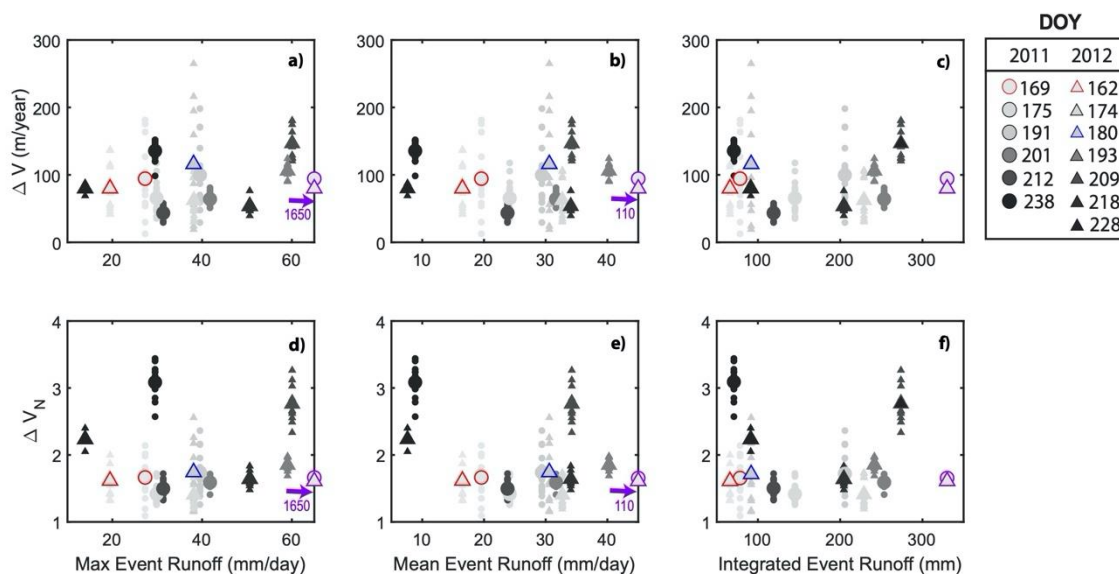 DOY
2011 2012
169 162
175 174
191 180
201 193
212 209
238 218
228
a)
300
200
100
0
Δ V (m/year)
20 40 60
1650
b)
300
200
100
0
10 20 30 40
110
c)
300
200
100
0
100 200 300
d)
4
3
2
1
Δ V_N
20 40 60
1650
Max Event Runoff (mm/day)
e)
4
3
2
1
10 20 30 40
110
Mean Event Runoff (mm/day)
f)
4
3
2
1
100 200 300
Integrated Event Runoff (mm)